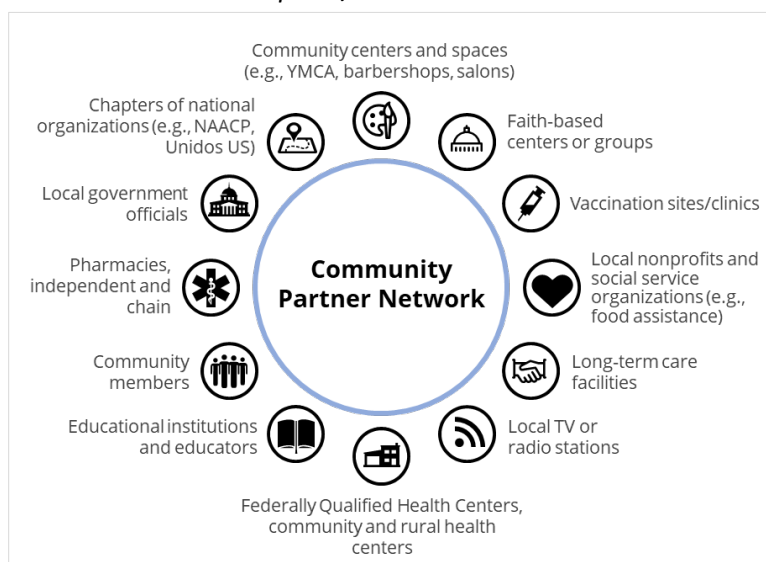 Community centers and spaces
(e.g., YMCA, barbershops, salons)
Chapters of national
organizations (e.g., NAACP,
Unidos US)
Faith-based
centers or groups
Local government
officials
Vaccination sites/clinics
Pharmacies,
independent and
chain
Community
Partner Network
Local nonprofits and
social service
organizations (e.g.,
food assistance)
Community
members
Long-term care
facilities
Educational institutions
and educators
Local TV or
radio stations
Federally Qualified Health Centers,
community and rural health
centers